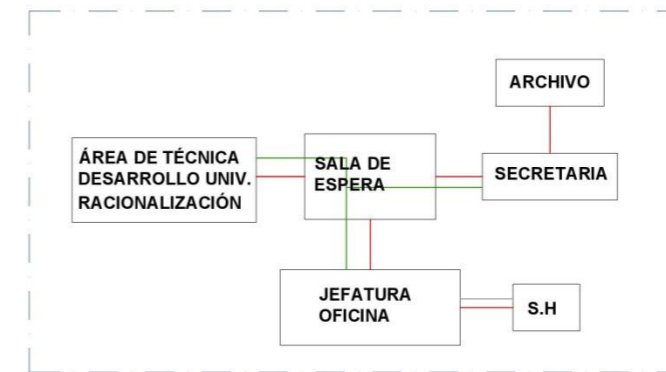 ARCHIVO
ÁREA DE TÉCNICA
DESARROLLO UNIV.
RACIONALIZACIÓN
SALA DE
ESPERA
SECRETARIA
JEFATURA
OFICINA
S.H